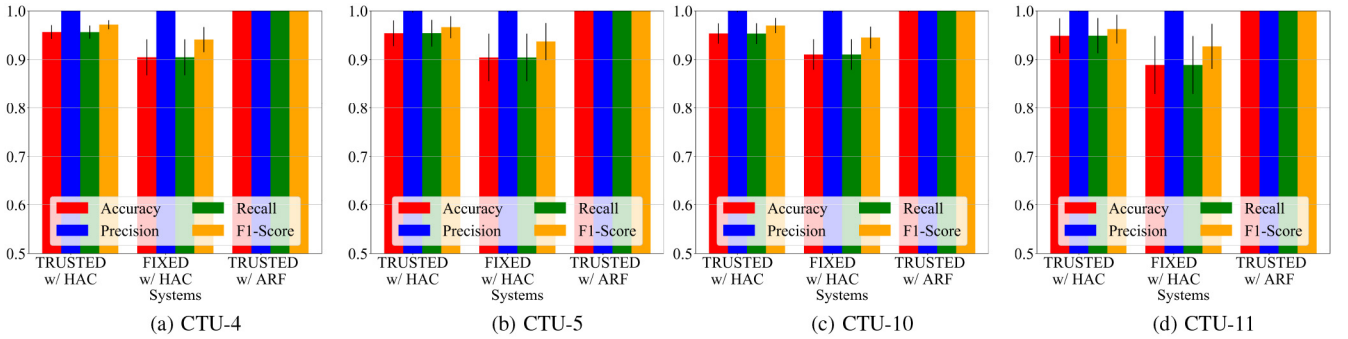 1.0
0.9
0.8
0.7
0.6
0.5
Accuracy Recall
Precision F1-Score
TRUSTED FIXED TRUSTED
w/ HAC w/ HAC w/ ARF
Systems
(a) CTU-4
1.0
0.9
0.8
0.7
0.6
0.5
Accuracy Recall
Precision F1-Score
TRUSTED FIXED TRUSTED
w/ HAC w/ HAC w/ ARF
Systems
(b) CTU-5
1.0
0.9
0.8
0.7
0.6
0.5
Accuracy Recall
Precision F1-Score
TRUSTED FIXED TRUSTED
w/ HAC w/ HAC w/ ARF
Systems
(c) CTU-10
1.0
0.9
0.8
0.7
0.6
0.5
Accuracy Recall
Precision F1-Score
TRUSTED FIXED TRUSTED
w/ HAC w/ HAC w/ ARF
Systems
(d) CTU-11